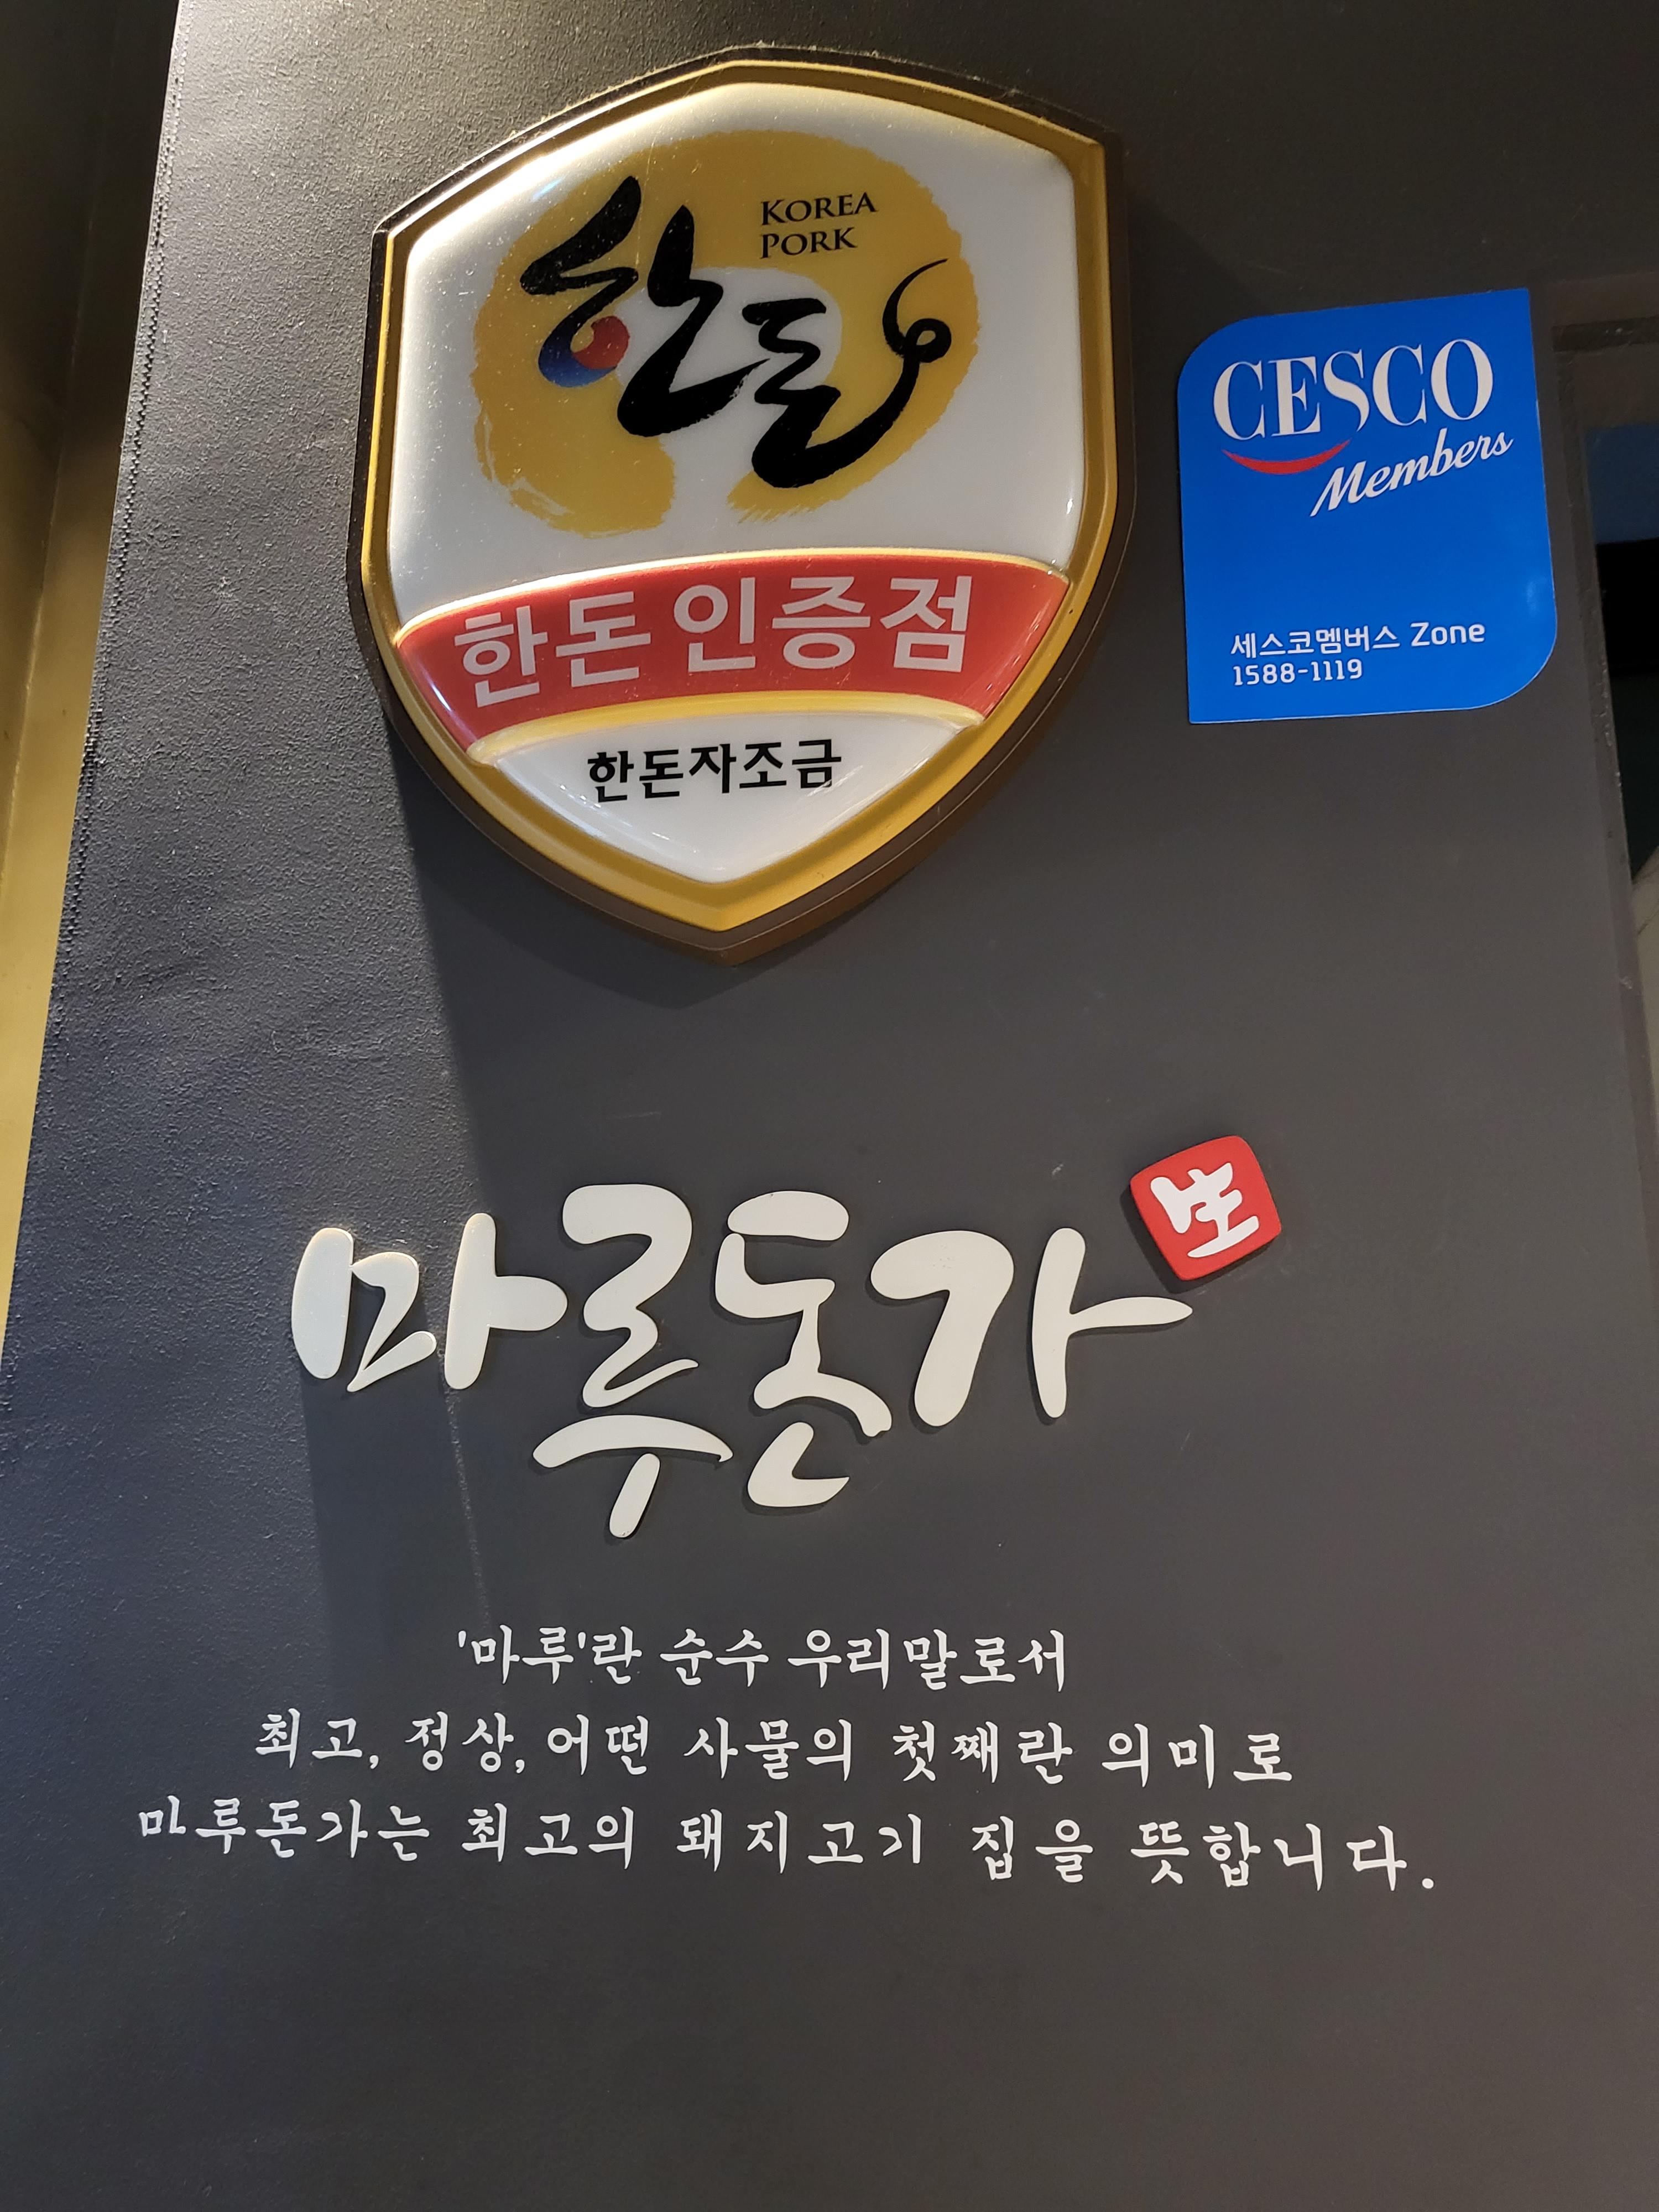 한돈
KOREA
PORK
한돈 인증점
한돈자조금
CESCO
Members
세스코멤버스 Zone
1588-1119
마루돈가
生
'마루'란 순수 우리말로서
최고, 정상, 어떤 사물의 첫째란 의미로
마루돈가는 최고의 돼지고기 집을 뜻합니다.